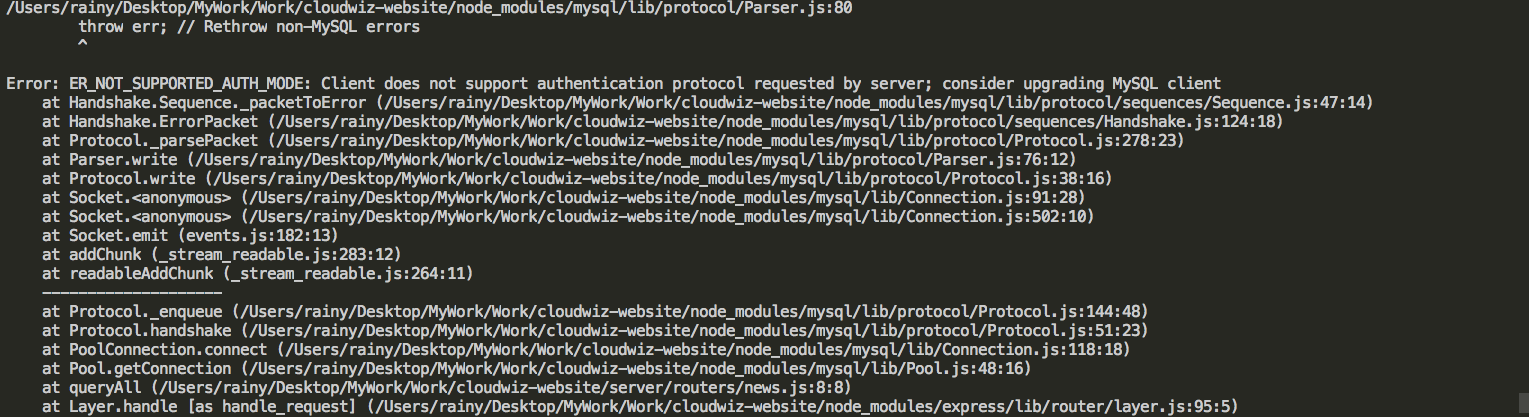 /Users/rainy/Desktop/MyWork/Work/cloudwiz-website/node_modules/mysql/lib/protocol/Parser.js:80
        throw err; // Rethrow non-MySQL errors
        ^
Error: ER_NOT_SUPPORTED_AUTH_MODE: Client does not support authentication protocol requested by server; consider upgrading MySQL client
    at Handshake.Sequence._packetToError (/Users/rainy/Desktop/MyWork/Work/cloudwiz-website/node_modules/mysql/lib/protocol/sequences/Sequence.js:47:14)
    at Handshake.ErrorPacket (/Users/rainy/Desktop/MyWork/Work/cloudwiz-website/node_modules/mysql/lib/protocol/sequences/Handshake.js:124:18)
    at Protocol._parsePacket (/Users/rainy/Desktop/MyWork/Work/cloudwiz-website/node_modules/mysql/lib/protocol/Protocol.js:278:23)
    at Parser.write (/Users/rainy/Desktop/MyWork/Work/cloudwiz-website/node_modules/mysql/lib/protocol/Parser.js:76:12)
    at Protocol.write (/Users/rainy/Desktop/MyWork/Work/cloudwiz-website/node_modules/mysql/lib/protocol/Protocol.js:38:16)
    at Socket.<anonymous> (/Users/rainy/Desktop/MyWork/Work/cloudwiz-website/node_modules/mysql/lib/Connection.js:91:28)
    at Socket.<anonymous> (/Users/rainy/Desktop/MyWork/Work/cloudwiz-website/node_modules/mysql/lib/Connection.js:502:10)
    at Socket.emit (events.js:182:13)
    at addChunk (_stream_readable.js:283:12)
    at readableAddChunk (_stream_readable.js:264:11)
    --------------------
    at Protocol._enqueue (/Users/rainy/Desktop/MyWork/Work/cloudwiz-website/node_modules/mysql/lib/protocol/Protocol.js:144:48)
    at Protocol.handshake (/Users/rainy/Desktop/MyWork/Work/cloudwiz-website/node_modules/mysql/lib/protocol/Protocol.js:51:23)
    at PoolConnection.connect (/Users/rainy/Desktop/MyWork/Work/cloudwiz-website/node_modules/mysql/lib/Connection.js:118:18)
    at Pool.getConnection (/Users/rainy/Desktop/MyWork/Work/cloudwiz-website/node_modules/mysql/lib/Pool.js:48:16)
    at queryAll (/Users/rainy/Desktop/MyWork/Work/cloudwiz-website/server/routers/news.js:8:8)
    at Layer.handle [as handle_request] (/Users/rainy/Desktop/MyWork/Work/cloudwiz-website/node_modules/express/lib/router/layer.js:95:5)